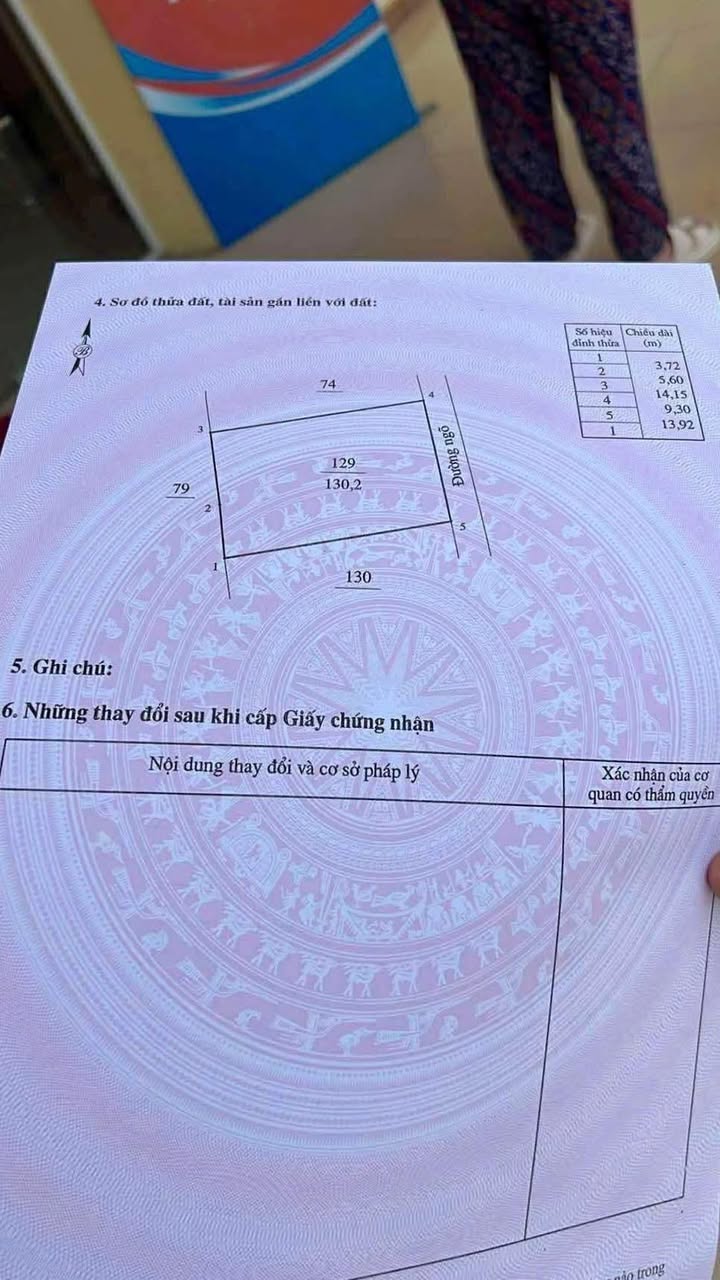 4. Sơ đồ thửa đất, tài sản gắn liền với đất:
B
Số hiệu đỉnh thửa
Chiều dài (m)
1
3,72
2
5,60
3
14,15
4
9,30
5
13,92
1
74
4
3
Đường ngõ
129
130,2
79
2
5
1
130
5. Ghi chú:
6. Những thay đổi sau khi cấp Giấy chứng nhận
Nội dung thay đổi và cơ sở pháp lý
Xác nhận của cơ
quan có thẩm quyền
nào trong